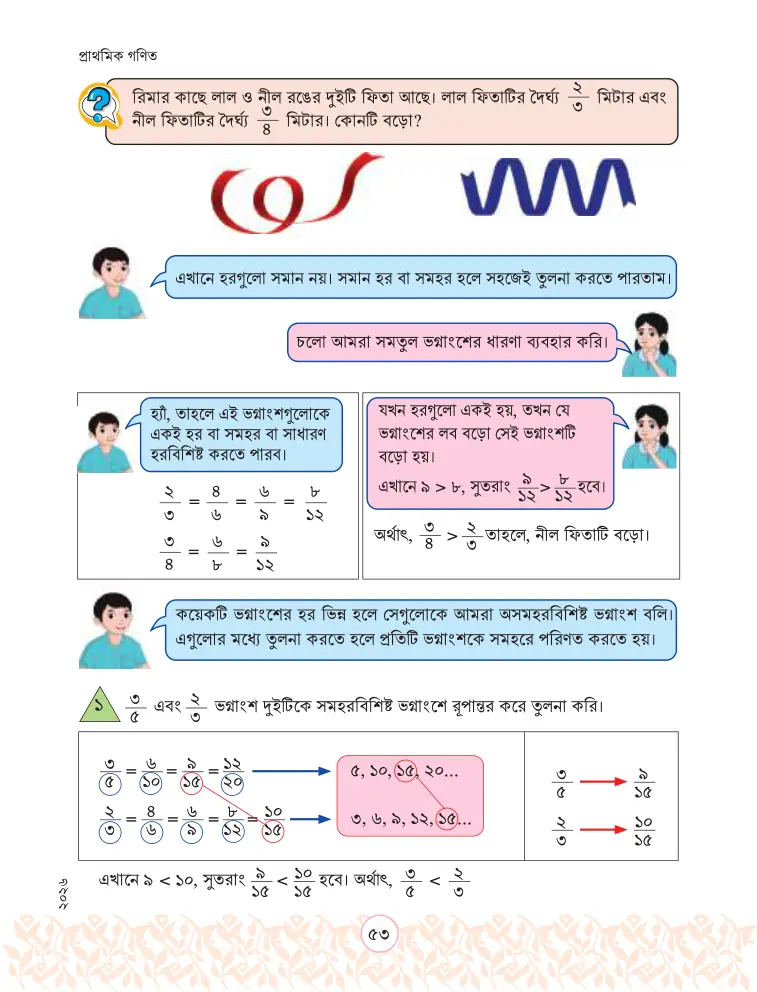 প্রাথমিক গণিত
রিমার কাছে লাল ও নীল রঙের দুইটি ফিতা আছে। লাল ফিতাটির দৈর্ঘ্য ২/৩ মিটার এবং
নীল ফিতাটির দৈর্ঘ্য ৩/৪ মিটার। কোনটি বড়ো?
এখানে হরগুলো সমান নয়। সমান হর বা সমহর হলে সহজেই তুলনা করতে পারতাম।
চলো আমরা সমতুল ভগ্নাংশের ধারণা ব্যবহার করি।
হ্যাঁ, তাহলে এই ভগ্নাংশগুলোকে
একই হর বা সমহর বা সাধারণ
হরবিশিষ্ট করতে পারব।
২/৩ = ৪/৬ = ৬/৯ = ৮/১২
৩/৪ = ৬/৮ = ৯/১২
যখন হরগুলো একই হয়, তখন যে
ভগ্নাংশের লব বড়ো সেই ভগ্নাংশটি
বড়ো হয়।
এখানে ৯ > ৮, সুতরাং ৯/১২ > ৮/১২ হবে।
অর্থাৎ, ৩/৪ > ২/৩ তাহলে, নীল ফিতাটি বড়ো।
কয়েকটি ভগ্নাংশের হর ভিন্ন হলে সেগুলোকে আমরা অসমহরবিশিষ্ট ভগ্নাংশ বলি।
এগুলোর মধ্যে তুলনা করতে হলে প্রতিটি ভগ্নাংশকে সমহরে পরিণত করতে হয়।
১ ৩/৫ এবং ২/৩ ভগ্নাংশ দুইটিকে সমহরবিশিষ্ট ভগ্নাংশে রূপান্তর করে তুলনা করি।
৩/৫ = ৬/১০ = ৯/১৫ = ১২/২০
৫, ১০, ১৫, ২০...
২/৩ = ৪/৬ = ৬/৯ = ৮/১২ = ১০/১৫
৩, ৬, ৯, ১২, ১৫...
৩/৫ → ৯/১৫
২/৩ → ১০/১৫
এখানে ৯ < ১০, সুতরাং ৯/১৫ < ১০/১৫ হবে। অর্থাৎ, ৩/৫ < ২/৩
২০২৬
৫৩